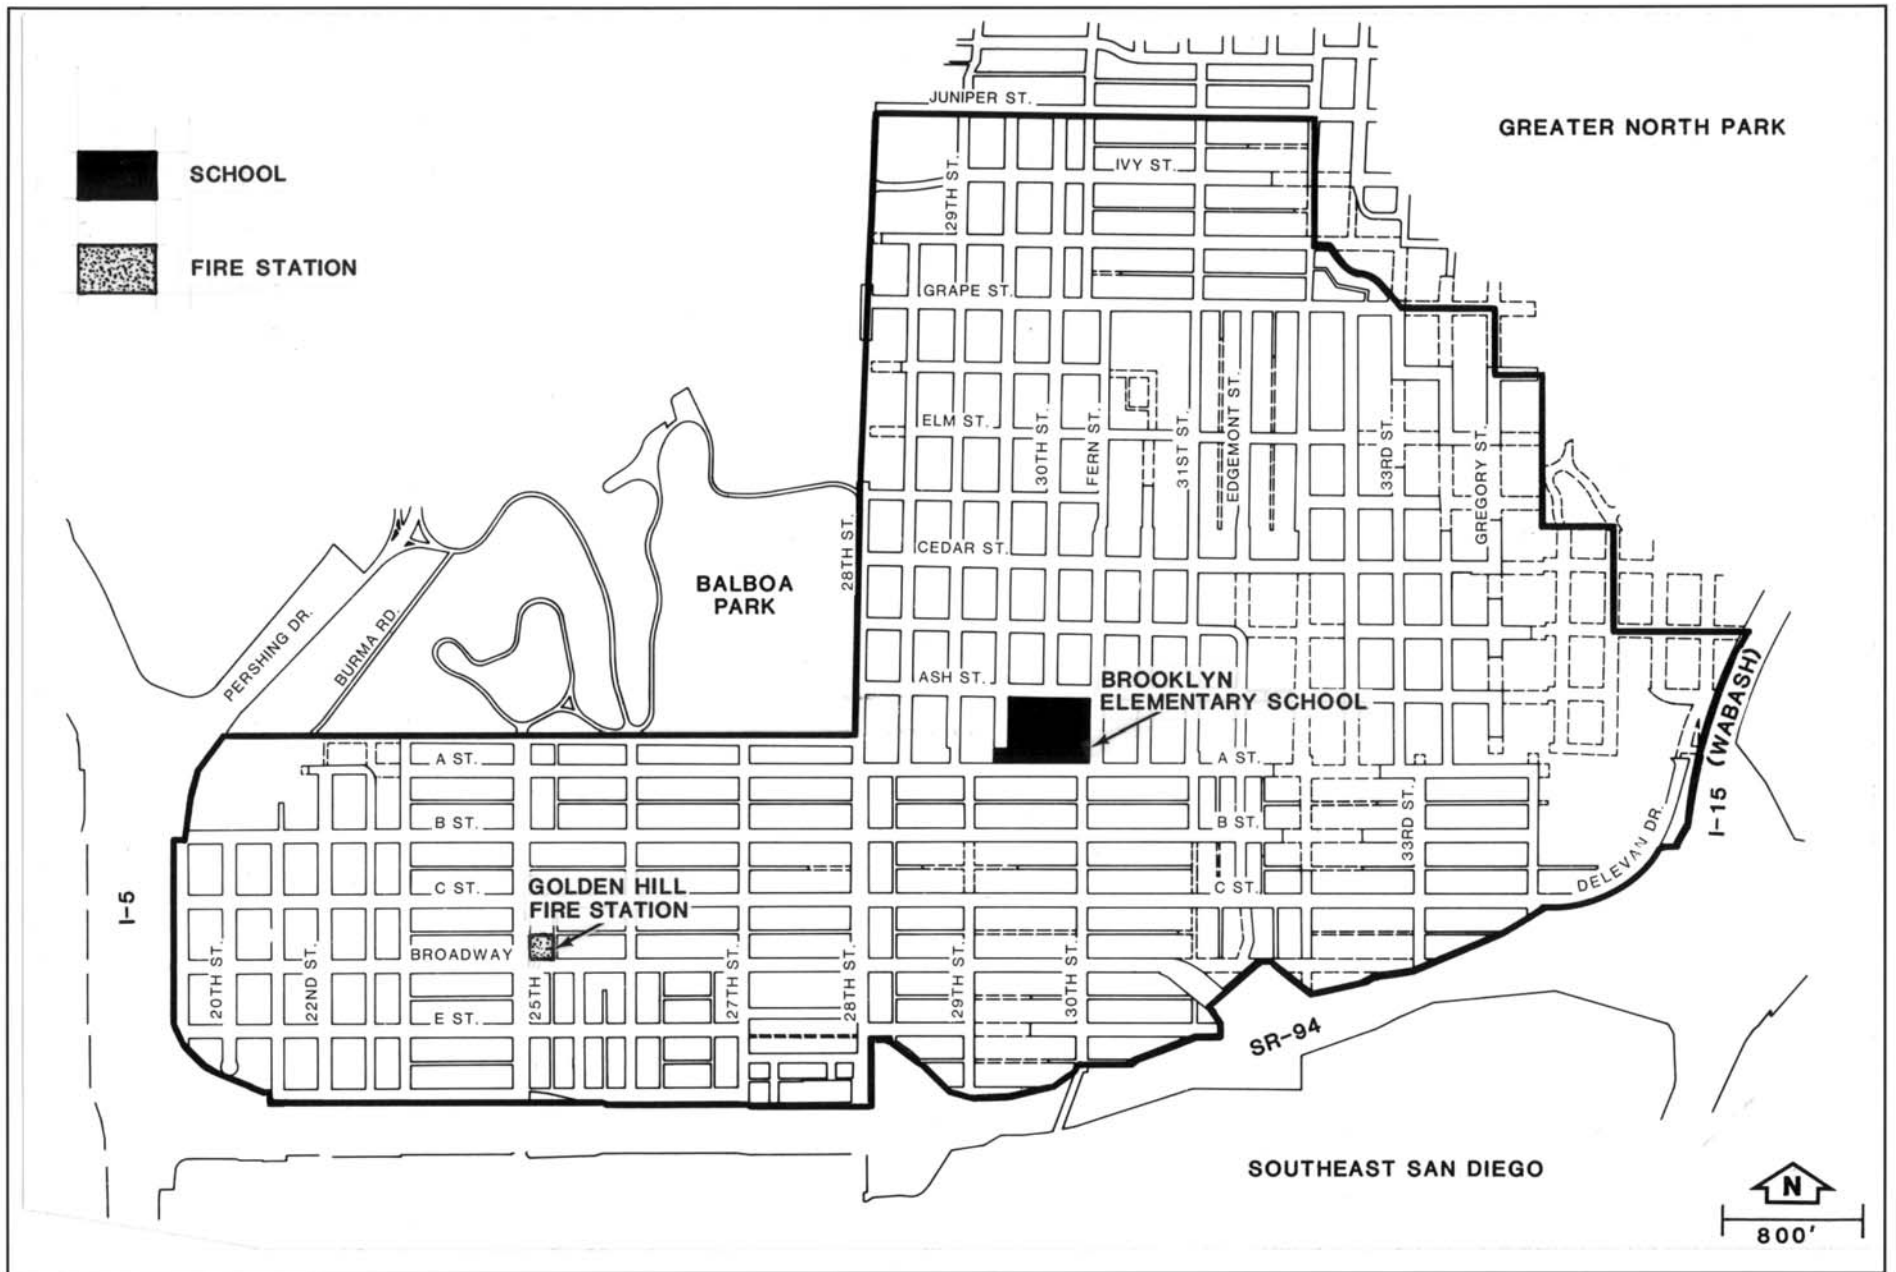 JUNIPER ST.
GREATER NORTH PARK
SCHOOL
IVY ST.
29TH ST.
FIRE STATION
GRAPE ST.
ELM ST.
30TH ST.
FERN ST.
31ST ST.
EDGEMONT ST.
33RD ST.
GREGORY ST.
CEDAR ST.
28TH ST.
BALBOA
PARK
PERSHING DR.
BURMA RD.
ASH ST.
BROOKLYN
ELEMENTARY SCHOOL
I-15 (WABASH)
A ST.
A ST.
B ST.
B ST.
33RD ST.
DELEVAN DR.
C ST.
C ST.
GOLDEN HILL
FIRE STATION
I-5
BROADWAY
20TH ST.
22ND ST.
25TH
27TH ST.
28TH ST.
29TH ST.
30TH ST.
E ST.
SR-94
SOUTHEAST SAN DIEGO
N
800'